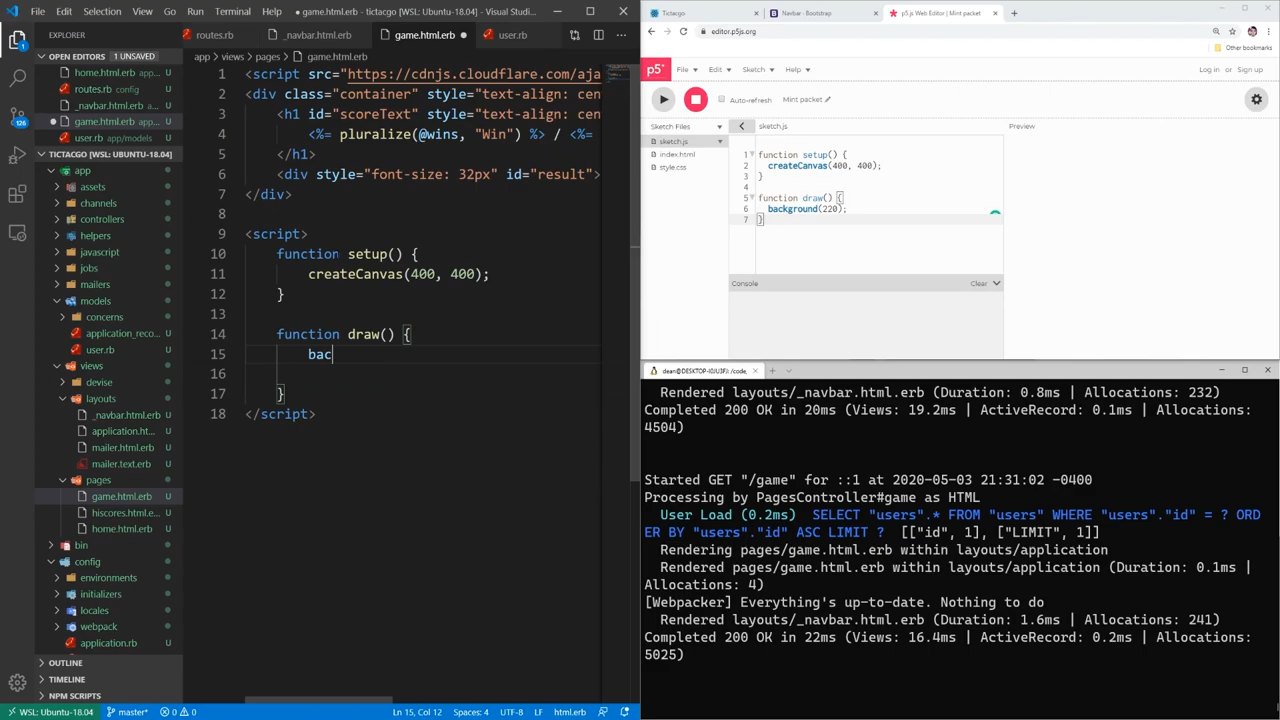 File Edit Selection View Go Run Terminal Help
● game.html.erb - tictacgo [WSL: Ubuntu-18.04] - Visual Studi...
EXPLORER
OPEN EDITORS 1 UNSAVED
home.html.erb app...
U
routes.rb config
U
_navbar.html.erb a...
U
game.html.erb app...
U
user.rb app/models
U
TICTACGO [WSL: UBUNTU-18.04]
app
assets
channels
controllers
helpers
javascript
jobs
mailers
models
concerns
application_reco...
user.rb
U
views
devise
layouts
_navbar.html.erb
U
application.ht...
U
mailer.html.erb
U
mailer.text.erb
U
pages
game.html.erb
U
hiscores.html.erb
U
home.html.erb
U
bin
config
environments
initializers
locales
webpack
application.rb
U
OUTLINE
TIMELINE
NPM SCRIPTS
126
routes.rb
_navbar.html.erb
game.html.erb
user.rb
app > views > pages > game.html.erb
1 <script src="https://cdnjs.cloudflare.com/aja
2 <div class="container" style="text-align: cen
3 <h1 id="scoreText" style="text-align: cen
4 <%= pluralize(@wins, "Win") %> / <%=
5 </h1>
6 <div style="font-size: 32px" id="result">
7 </div>
8
9 <script>
10 function setup() {
11 createCanvas(400, 400);
12 }
13
14 function draw() {
15 bac
16
17 }
18 </script>
WSL: Ubuntu-18.04
master*
0 0
Ln 15, Col 12
Spaces: 4
UTF-8
LF
html.erb
Tictacgo
Navbar · Bootstrap
p5.js Web Editor | Mint packet
editor.p5js.org
Other bookmarks
p5*
File Edit Sketch Help
Log in or Sign up
Auto-refresh
Mint packet
Sketch Files
sketch.js
index.html
style.css
sketch.js
Preview
1 function setup() {
2 createCanvas(400, 400);
3 }
4
5 function draw() {
6 background(220);
7 }
Console
Clear
Rendered layouts/_navbar.html.erb (Duration: 0.8ms | Allocations: 232)
Completed 200 OK in 20ms (Views: 19.2ms | ActiveRecord: 0.1ms | Allocations:
4504)
Started GET "/game" for ::1 at 2020-05-03 21:31:02 -0400
Processing by PagesController#game as HTML
User Load (0.2ms) SELECT "users".* FROM "users" WHERE "users"."id" = ? ORD
ER BY "users"."id" ASC LIMIT ? [["id", 1], ["LIMIT", 1]]
Rendering pages/game.html.erb within layouts/application
Rendered pages/game.html.erb within layouts/application (Duration: 0.1ms |
Allocations: 4)
[Webpacker] Everything's up-to-date. Nothing to do
Rendered layouts/_navbar.html.erb (Duration: 1.6ms | Allocations: 241)
Completed 200 OK in 22ms (Views: 16.4ms | ActiveRecord: 0.2ms | Allocations:
5025)